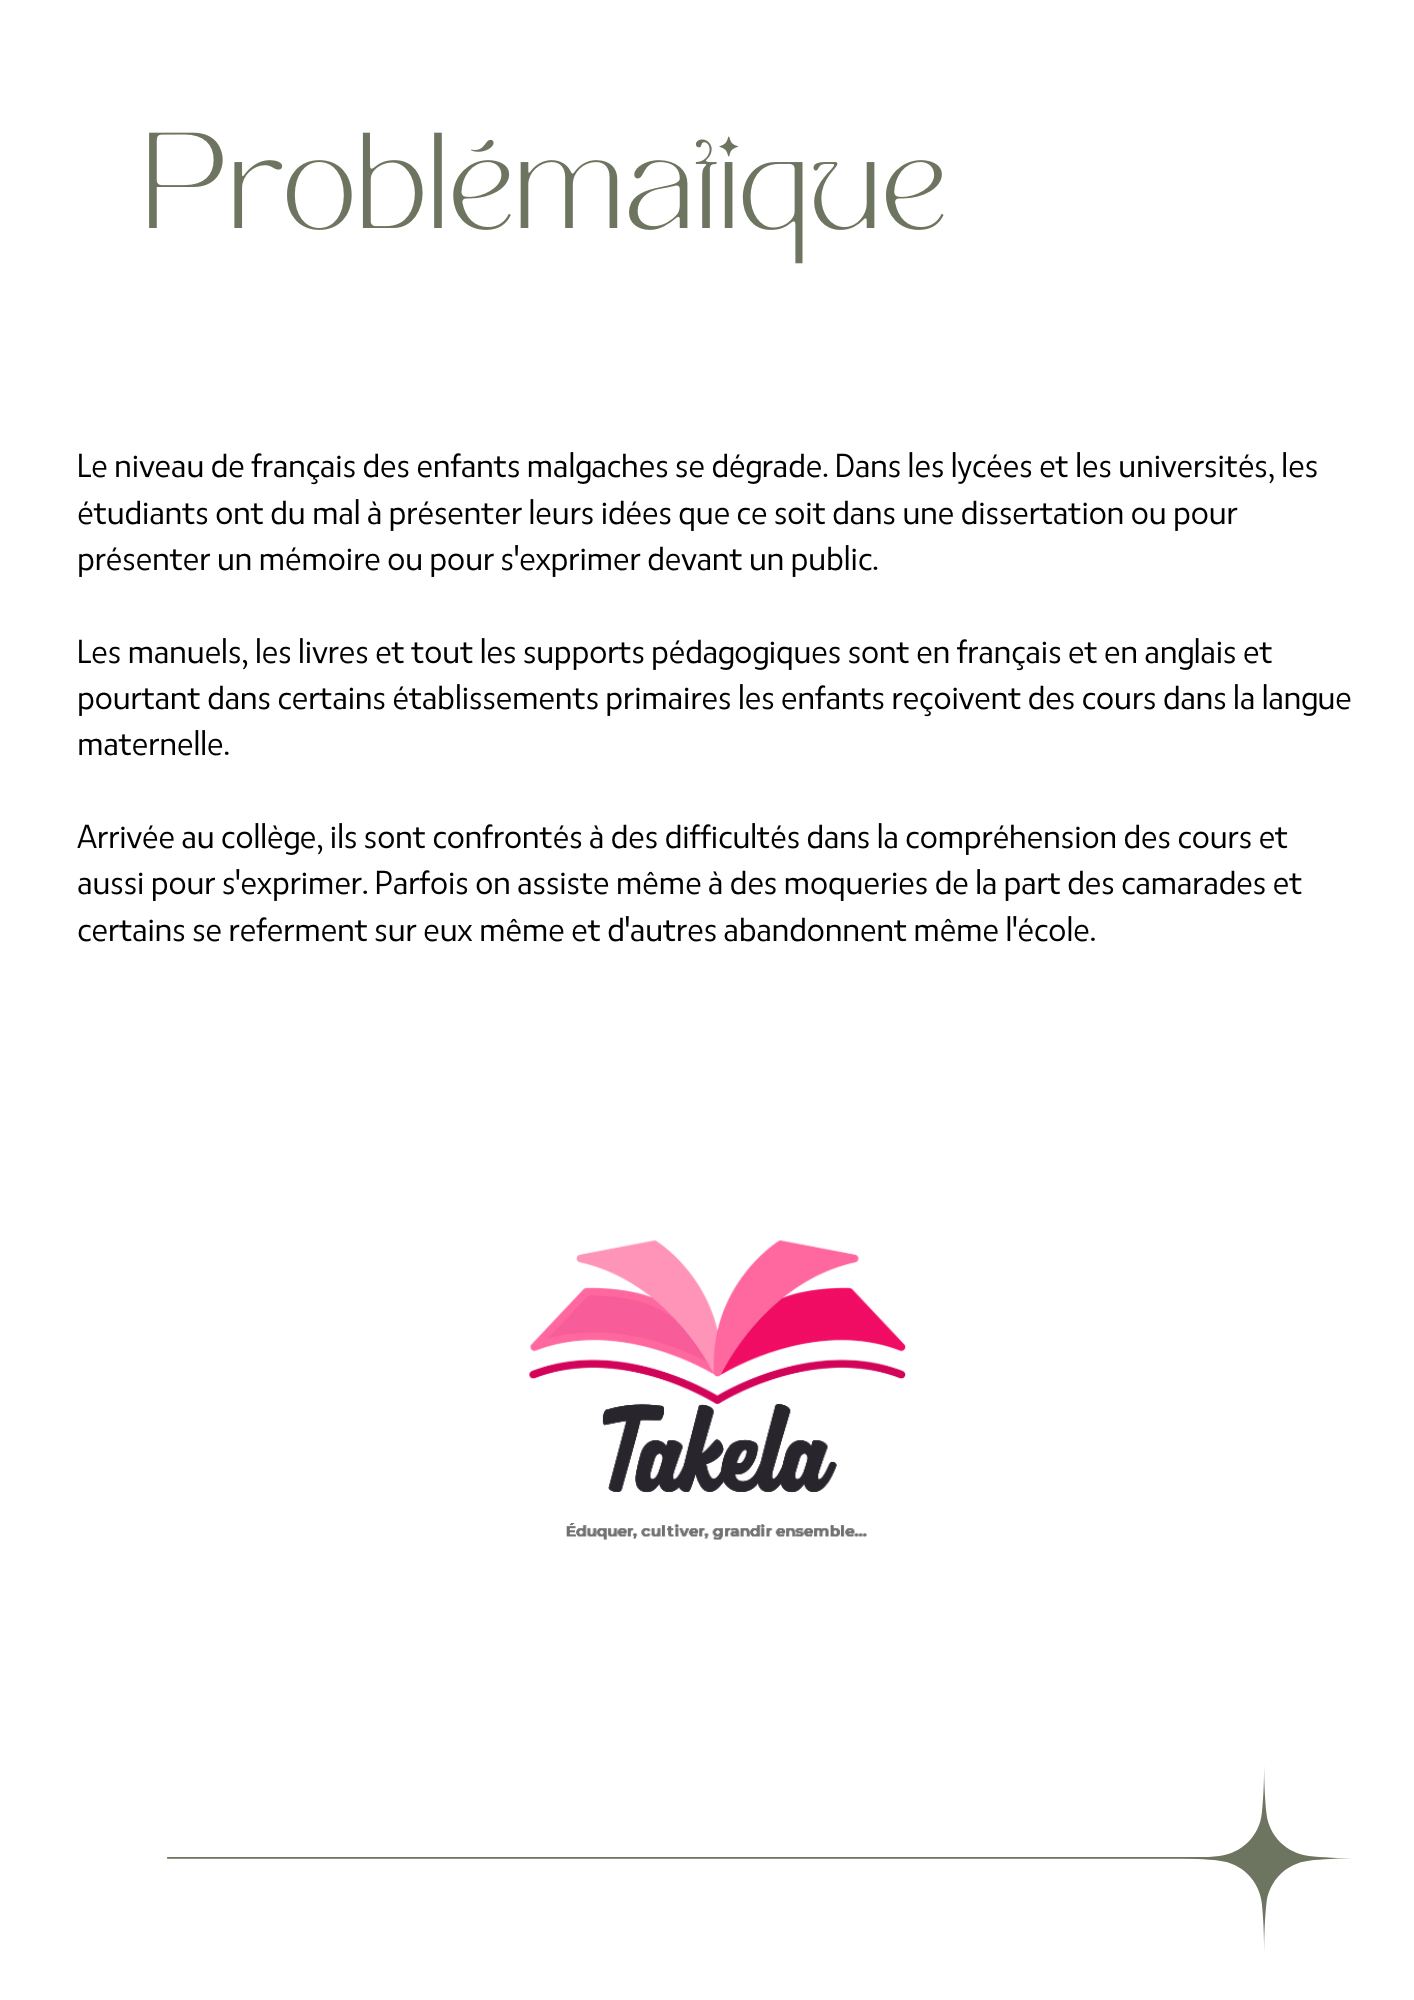 Problématique
Le niveau de français des enfants malgaches se dégrade. Dans les lycées et les universités, les
étudiants ont du mal à présenter leurs idées que ce soit dans une dissertation ou pour
présenter un mémoire ou pour s'exprimer devant un public.
Les manuels, les livres et tout les supports pédagogiques sont en français et en anglais et
pourtant dans certains établissements primaires les enfants reçoivent des cours dans la langue
maternelle.
Arrivée au collège, ils sont confrontés à des difficultés dans la compréhension des cours et
aussi pour s'exprimer. Parfois on assiste même à des moqueries de la part des camarades et
certains se referment sur eux même et d'autres abandonnent même l'école.
Takela
Éduquer, cultiver, grandir ensemble...